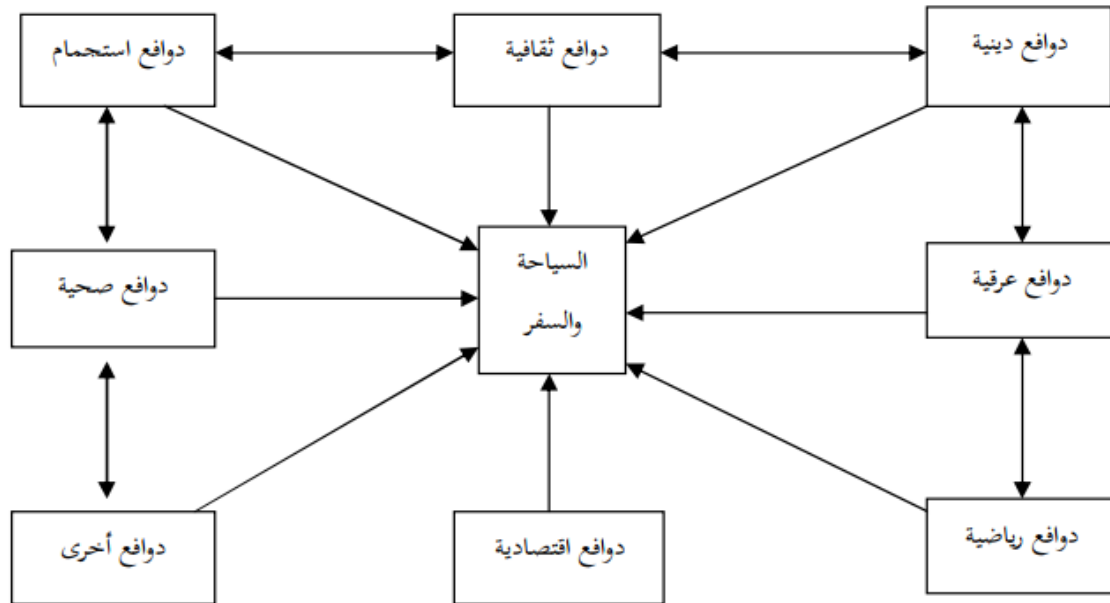 دوافع دينية
دوافع ثقافية
دوافع استجمام
دوافع عرقية
السياحة
والسفر
دوافع صحية
دوافع رياضية
دوافع اقتصادية
دوافع أخرى